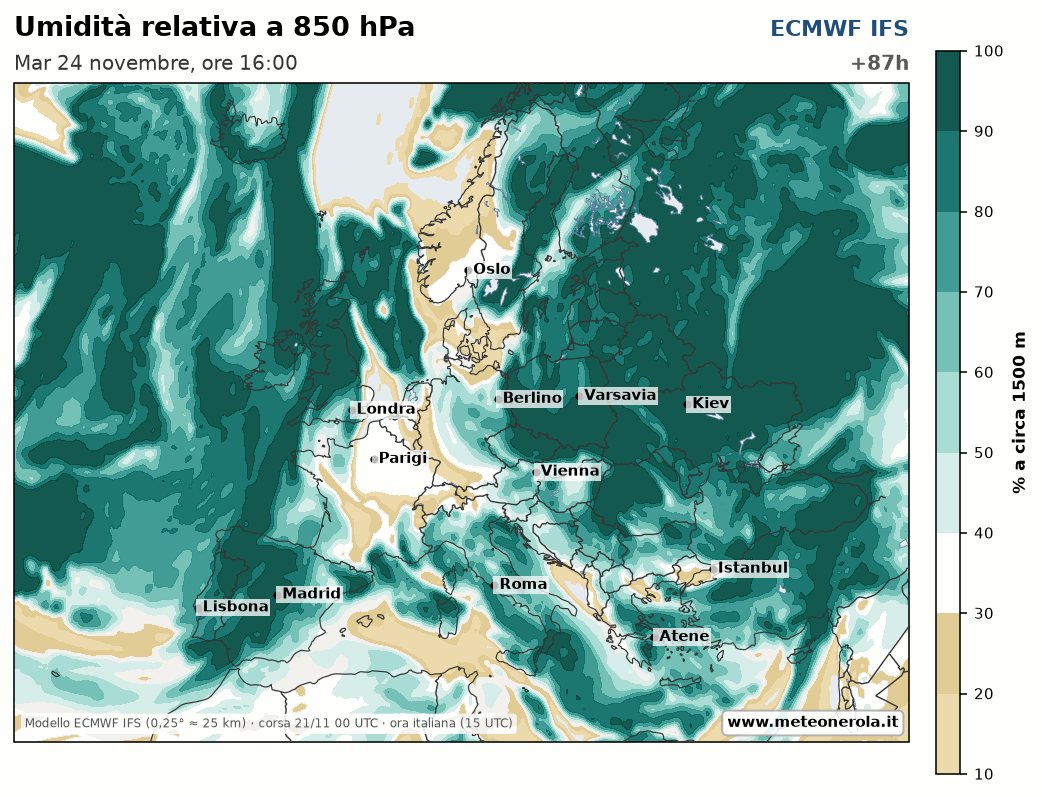 Umidità relativa a 850 hPa
ECMWF IFS
Mar 24 novembre, ore 16:00
+87h
100
90
80
70
60
50
40
30
20
10
% a circa 1500 m
Oslo
Berlino
Varsavia
Kiev
Londra
Parigi
Vienna
Istanbul
Roma
Madrid
Lisbona
Atene
Modello ECMWF IFS (0,25° ≈ 25 km) · corsa 21/11 00 UTC · ora italiana (15 UTC)
www.meteonerola.it